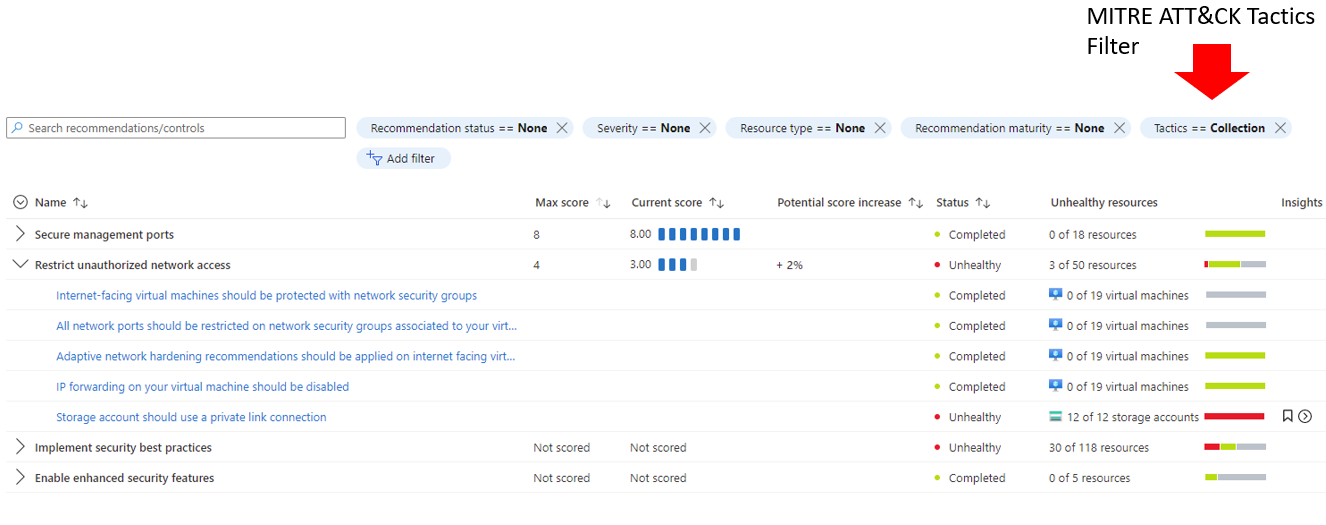 MITRE ATT&CK Tactics
Filter
Search recommendations/controls
Recommendation status == None
Severity == None
Resource type == None
Recommendation maturity == None
Tactics == Collection
Add filter
Name Max score Current score Potential score increase Status Unhealthy resources Insights
Secure management ports 8 8.00 Completed 0 of 18 resources
Restrict unauthorized network access 4 3.00 + 2% Unhealthy 3 of 50 resources
Internet-facing virtual machines should be protected with network security groups Completed 0 of 19 virtual machines
All network ports should be restricted on network security groups associated to your virt... Completed 0 of 19 virtual machines
Adaptive network hardening recommendations should be applied on internet facing virt... Completed 0 of 19 virtual machines
IP forwarding on your virtual machine should be disabled Completed 0 of 19 virtual machines
Storage account should use a private link connection Unhealthy 12 of 12 storage accounts
Implement security best practices Not scored Not scored Unhealthy 30 of 118 resources
Enable enhanced security features Not scored Not scored Completed 0 of 5 resources